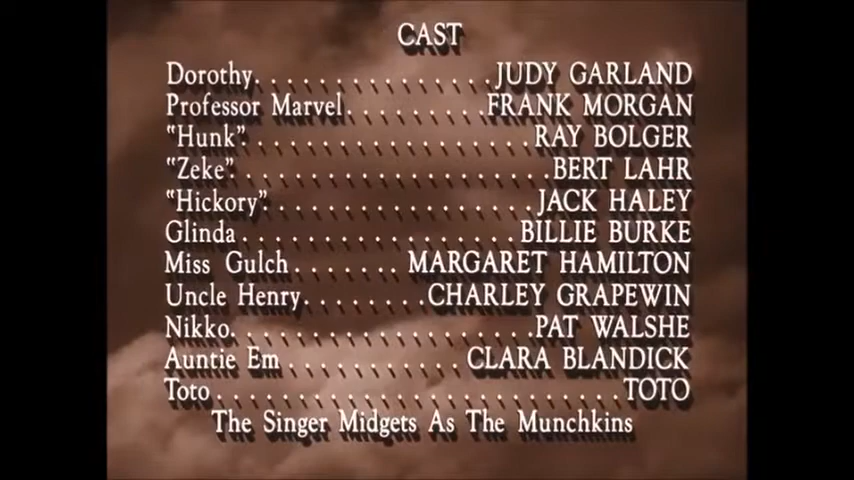 CAST
Dorothy. . . . . . . . . . . . . . . .JUDY GARLAND
Professor Marvel. . . . . . . . . .FRANK MORGAN
"Hunk". . . . . . . . . . . . . . . . . . .RAY BOLGER
"Zeke". . . . . . . . . . . . . . . . . . . .BERT LAHR
"Hickory". . . . . . . . . . . . . . . . . .JACK HALEY
Glinda. . . . . . . . . . . . . . . . . .BILLIE BURKE
Miss Gulch. . . . . . . .MARGARET HAMILTON
Uncle Henry. . . . . . . . .CHARLEY GRAPEWIN
Nikko. . . . . . . . . . . . . . . . . . . .PAT WALSHE
Auntie Em . . . . . . . . . . . .CLARA BLANDICK
Toto. . . . . . . . . . . . . . . . . . . . . . . . . .TOTO
The Singer Midgets As The Munchkins